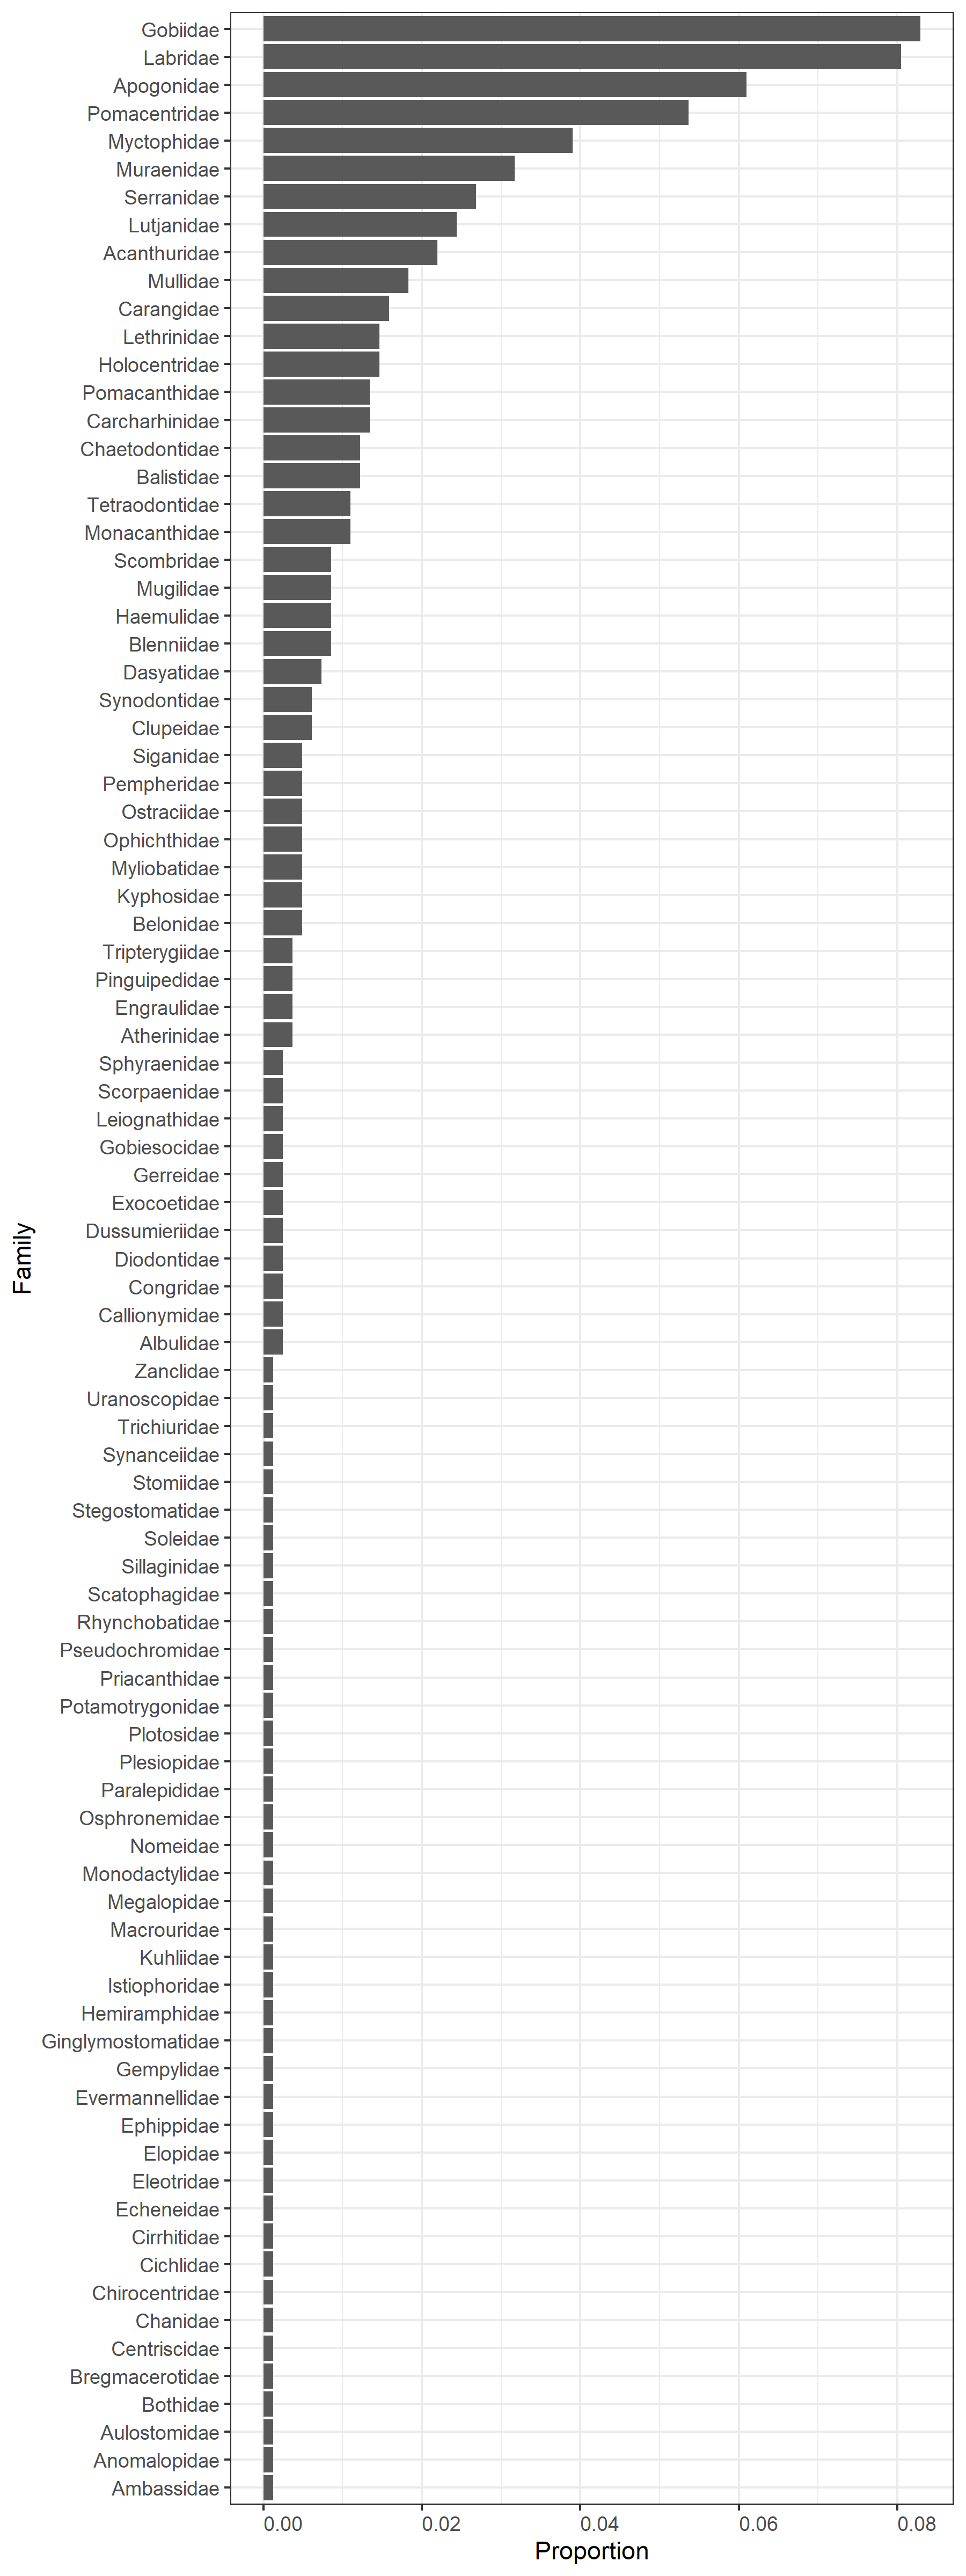 Gobiidae
Labridae
Apogonidae
Pomacentridae
Myctophidae
Muraenidae
Serranidae
Lutjanidae
Acanthuridae
Mullidae
Carangidae
Lethrinidae
Holocentridae
Pomacanthidae
Carcharhinidae
Chaetodontidae
Balistidae
Tetraodontidae
Monacanthidae
Scombridae
Mugilidae
Haemulidae
Blenniidae
Dasyatidae
Synodontidae
Clupeidae
Siganidae
Pempheridae
Ostraciidae
Ophichthidae
Myliobatidae
Kyphosidae
Belonidae
Tripterygiidae
Pinguipedidae
Engraulidae
Atherinidae
Sphyraenidae
Scorpaenidae
Leiognathidae
Gobiesocidae
Gerreidae
Exocoetidae
Dussumieriidae
Diodontidae
Congridae
Callionymidae
Albulidae
Zanclidae
Uranoscopidae
Trichiuridae
Synanceiidae
Stomiidae
Stegostomatidae
Soleidae
Sillaginidae
Scatophagidae
Rhynchobatidae
Pseudochromidae
Priacanthidae
Potamotrygonidae
Plotosidae
Plesiopidae
Paralepididae
Osphronemidae
Nomeidae
Monodactylidae
Megalopidae
Macrouridae
Kuhliidae
Istiophoridae
Hemiramphidae
Ginglymostomatidae
Gempylidae
Evermannellidae
Ephippidae
Elopidae
Eleotridae
Echeneidae
Cirrhitidae
Cichlidae
Chirocentridae
Chanidae
Centriscidae
Bregmacerotidae
Bothidae
Aulostomidae
Anomalopidae
Ambassidae
Family
0.00 0.02 0.04 0.06 0.08
Proportion